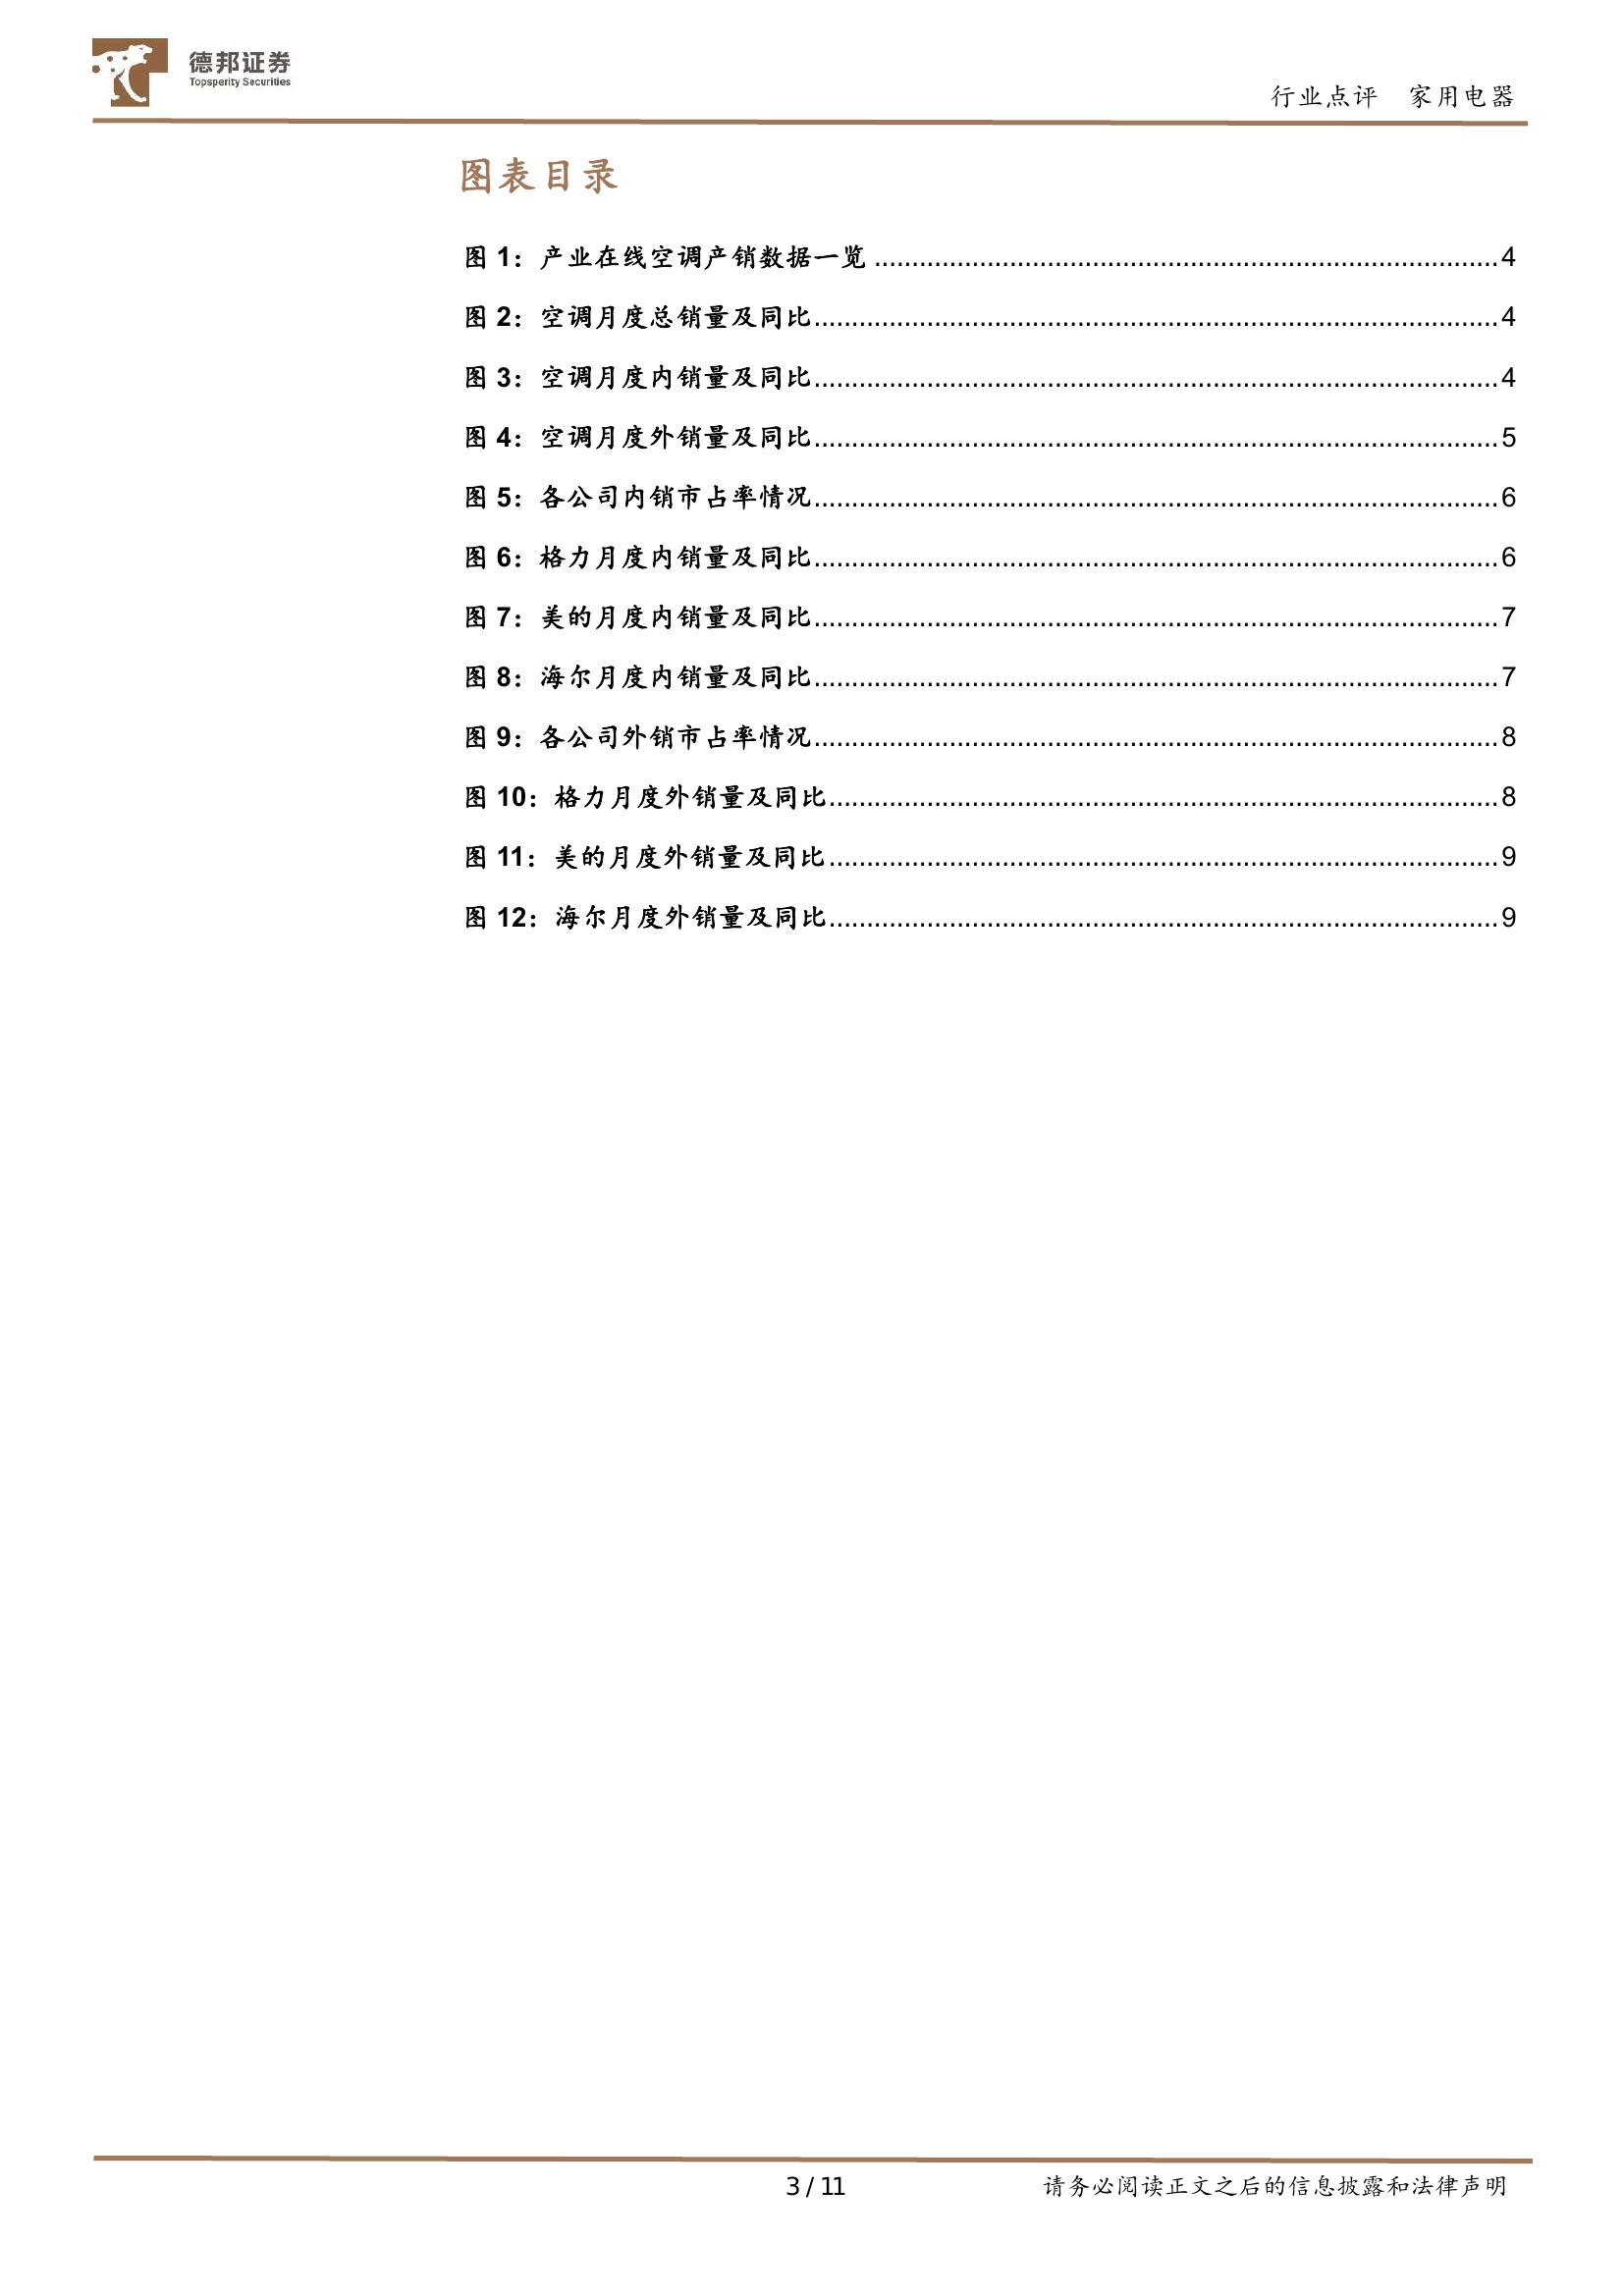 德邦证券
Topsperity Securities
行业点评 家用电器
图表目录
图 1：产业在线空调产销数据一览 ................................................................................... 4
图 2：空调月度总销量及同比........................................................................................... 4
图 3：空调月度内销量及同比........................................................................................... 4
图 4：空调月度外销量及同比........................................................................................... 5
图 5：各公司内销市占率情况........................................................................................... 6
图 6：格力月度内销量及同比........................................................................................... 6
图 7：美的月度内销量及同比........................................................................................... 7
图 8：海尔月度内销量及同比........................................................................................... 7
图 9：各公司外销市占率情况........................................................................................... 8
图 10：格力月度外销量及同比......................................................................................... 8
图 11：美的月度外销量及同比......................................................................................... 9
图 12：海尔月度外销量及同比......................................................................................... 9
3 / 11 请务必阅读正文之后的信息披露和法律声明